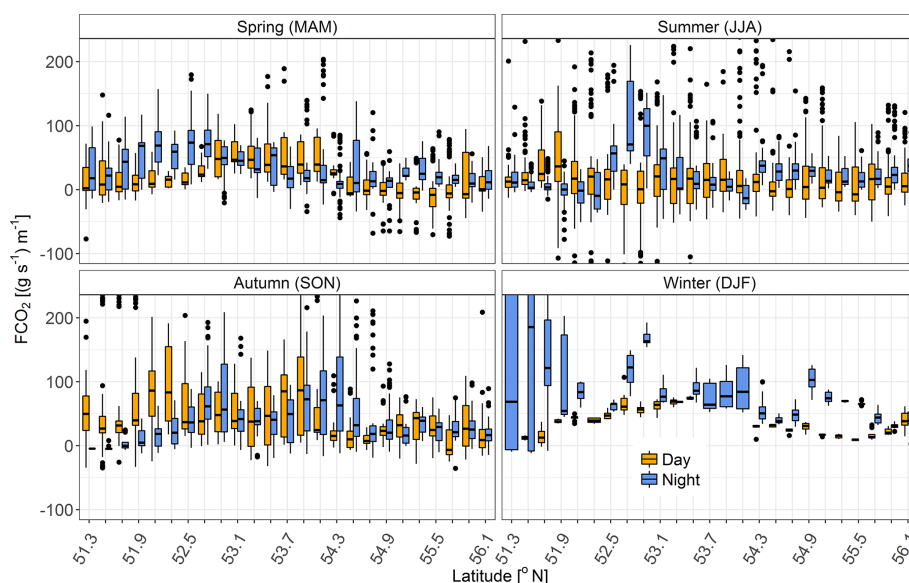 Spring (MAM)
Summer (JJA)
200
100
0
-100
Autumn (SON)
Winter (DJF)
200
100
0
-100
FCO₂ [(g s⁻¹) m⁻¹]
Day
Night
51.3 51.9 52.5 53.1 53.7 54.3 54.9 55.5 56.1
51.3 51.9 52.5 53.1 53.7 54.3 54.9 55.5 56.1
Latitude [° N]